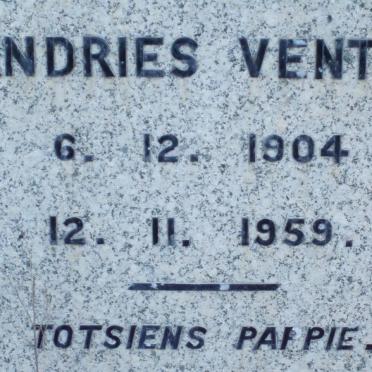 NDRIES VENT
6. 12. 1904
12. 11. 1959.
TOTSIENS PAPPIE.